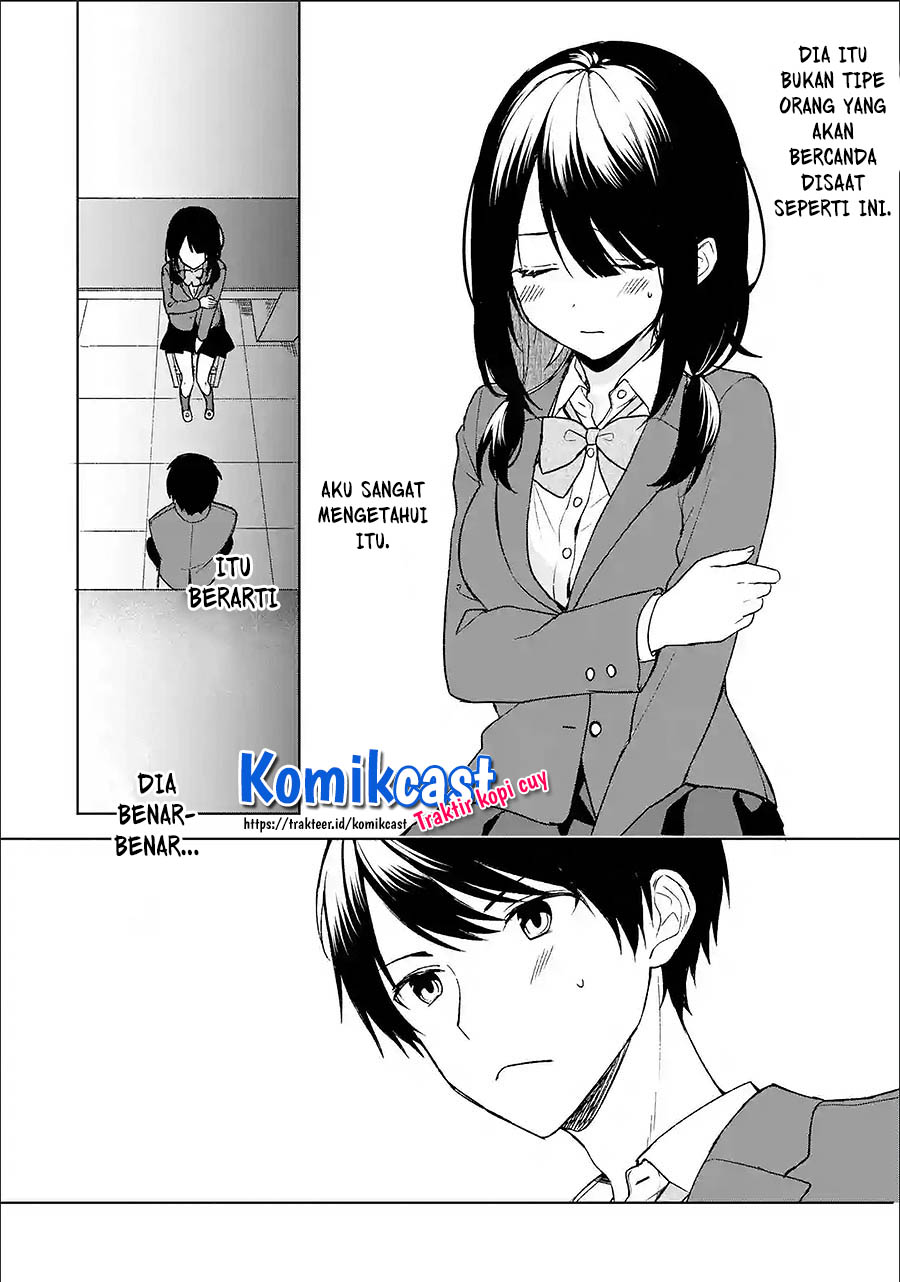 DIA ITU
BUKAN TIPE
ORANG YANG
AKAN
BERCANDA
DISAAT
SEPERTI INI.
AKU SANGAT
MENGETAHUI
ITU.
ITU
BERARTI
DIA
BENAR-
BENAR...
Komikcast
Traktir kopi cuy
https://trakteer.id/komikcast